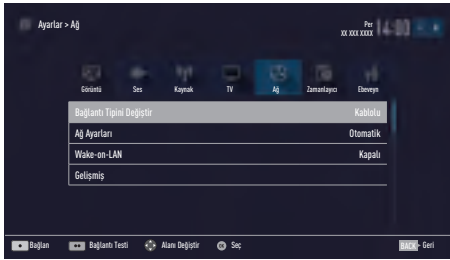 Ayarlar > Ağ
Per
XX XXX XXXX
14:00
Görüntü Ses Kaynak TV Ağ Zamanlayıcı Ebeveyn
Bağlantı Tipini Değiştir Kablolu
Ağ Ayarları Otomatik
Wake-on-LAN Kapalı
Gelişmiş
Bağlan Bağlantı Testi Alanı Değiştir OK Seç BACK Geri